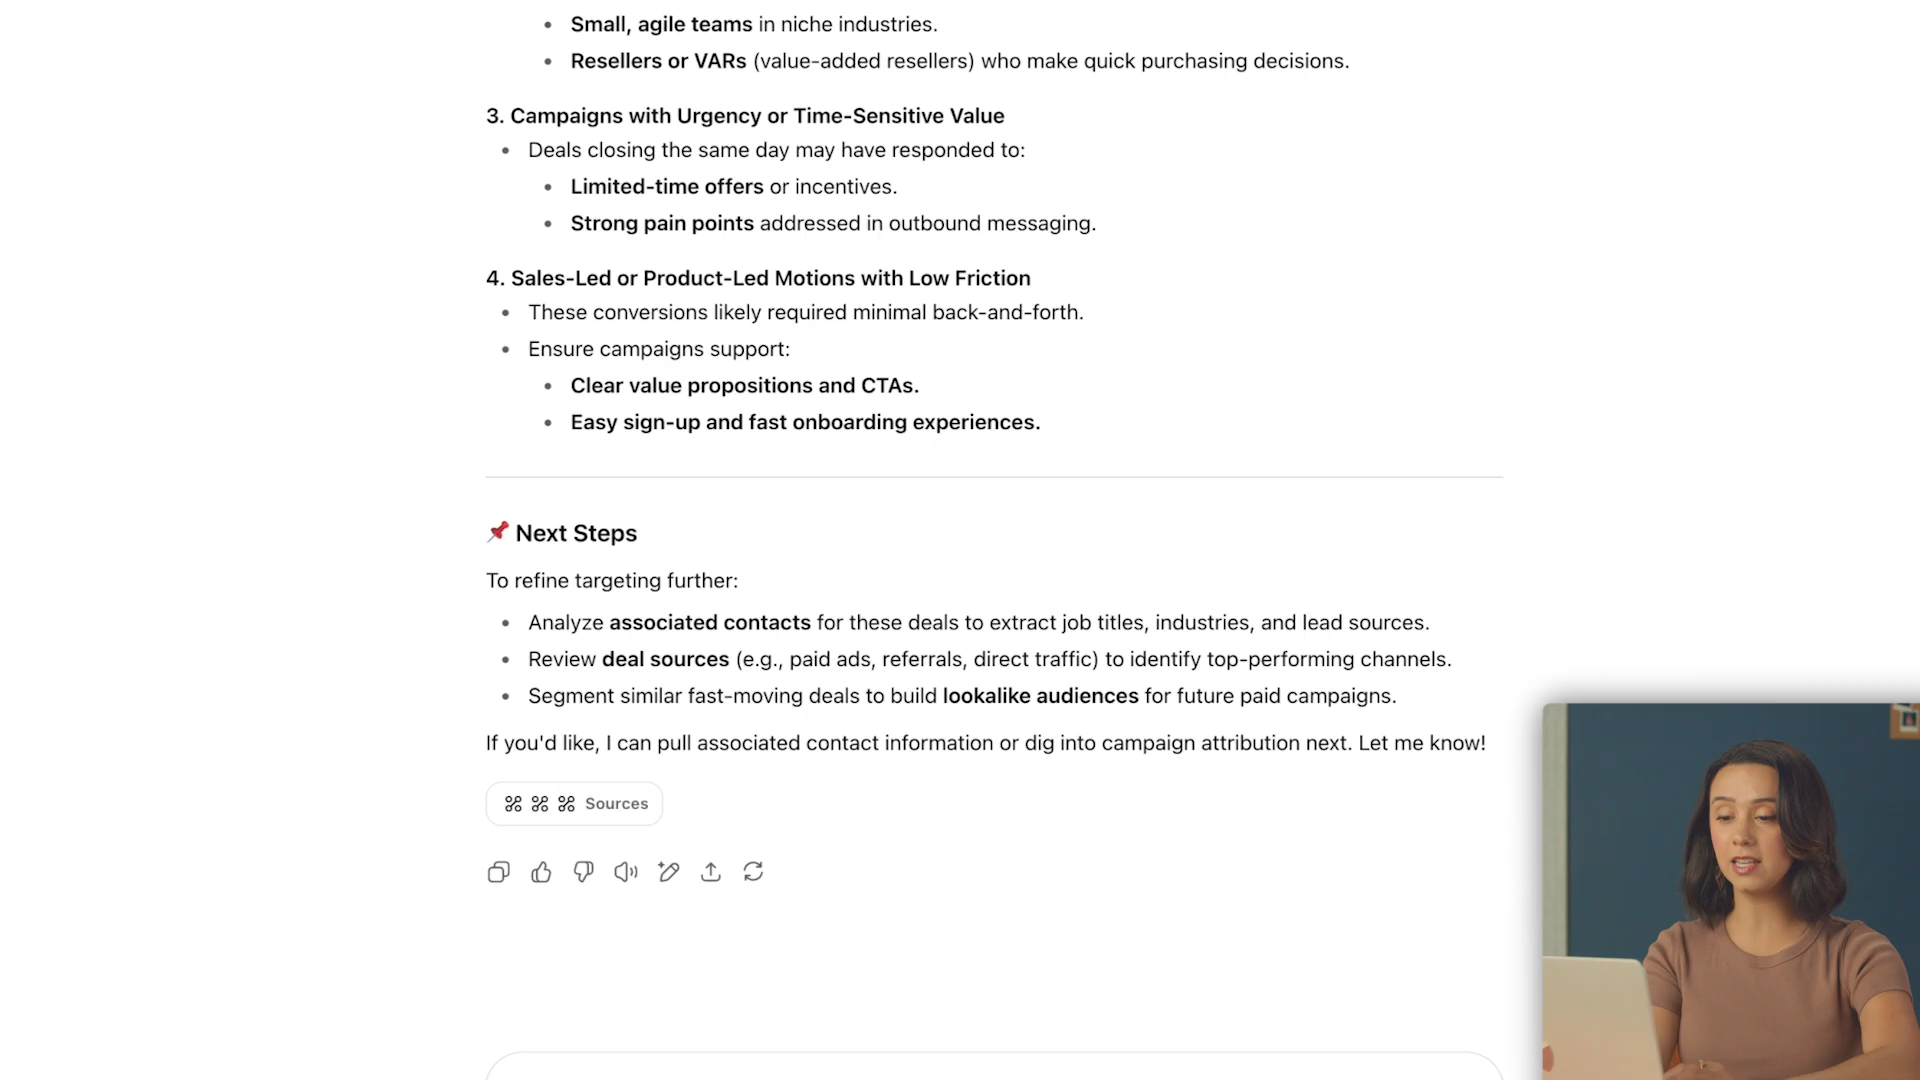 Small, agile teams in niche industries.
Resellers or VARs (value-added resellers) who make quick purchasing decisions.
3. Campaigns with Urgency or Time-Sensitive Value
Deals closing the same day may have responded to:
Limited-time offers or incentives.
Strong pain points addressed in outbound messaging.
4. Sales-Led or Product-Led Motions with Low Friction
These conversions likely required minimal back-and-forth.
Ensure campaigns support:
Clear value propositions and CTAs.
Easy sign-up and fast onboarding experiences.
Next Steps
To refine targeting further:
Analyze associated contacts for these deals to extract job titles, industries, and lead sources.
Review deal sources (e.g., paid ads, referrals, direct traffic) to identify top-performing channels.
Segment similar fast-moving deals to build lookalike audiences for future paid campaigns.
If you'd like, I can pull associated contact information or dig into campaign attribution next. Let me know!
Sources